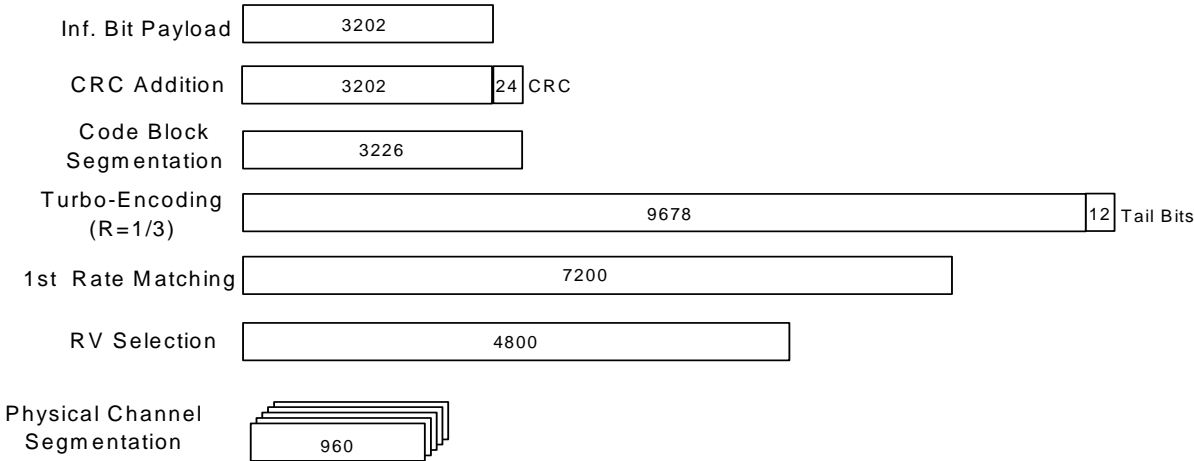 Inf. Bit Payload 3202
CRC Addition 3202 24 CRC
Code Block
Segmentation 3226
Turbo-Encoding
(R=1/3) 9678 12 Tail Bits
1st Rate Matching 7200
RV Selection 4800
Physical Channel
Segmentation 960